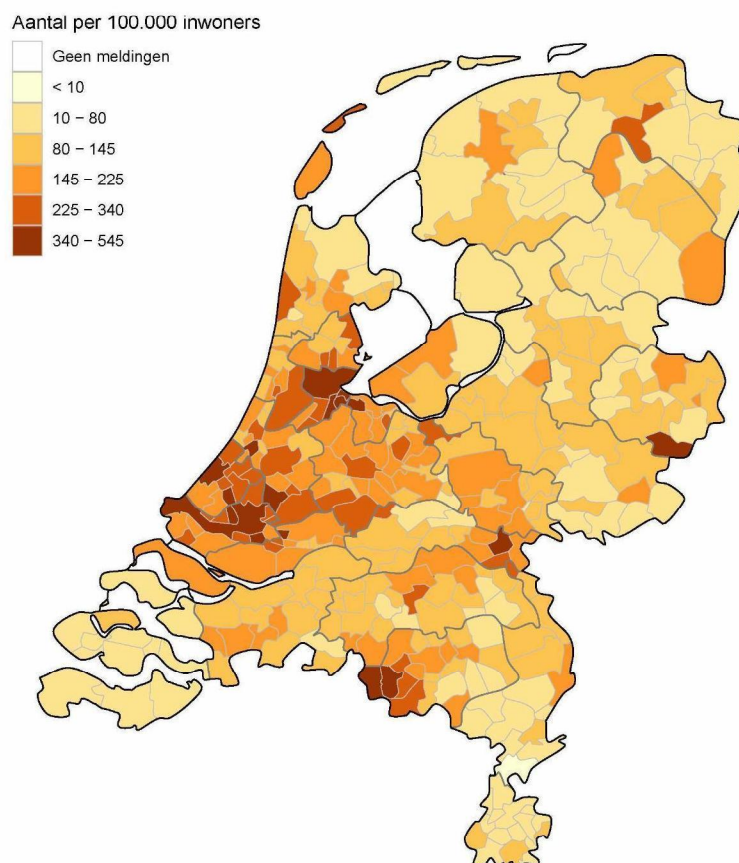 Aantal per 100.000 inwoners
Geen meldingen
< 10
10 – 80
80 – 145
145 – 225
225 – 340
340 – 545